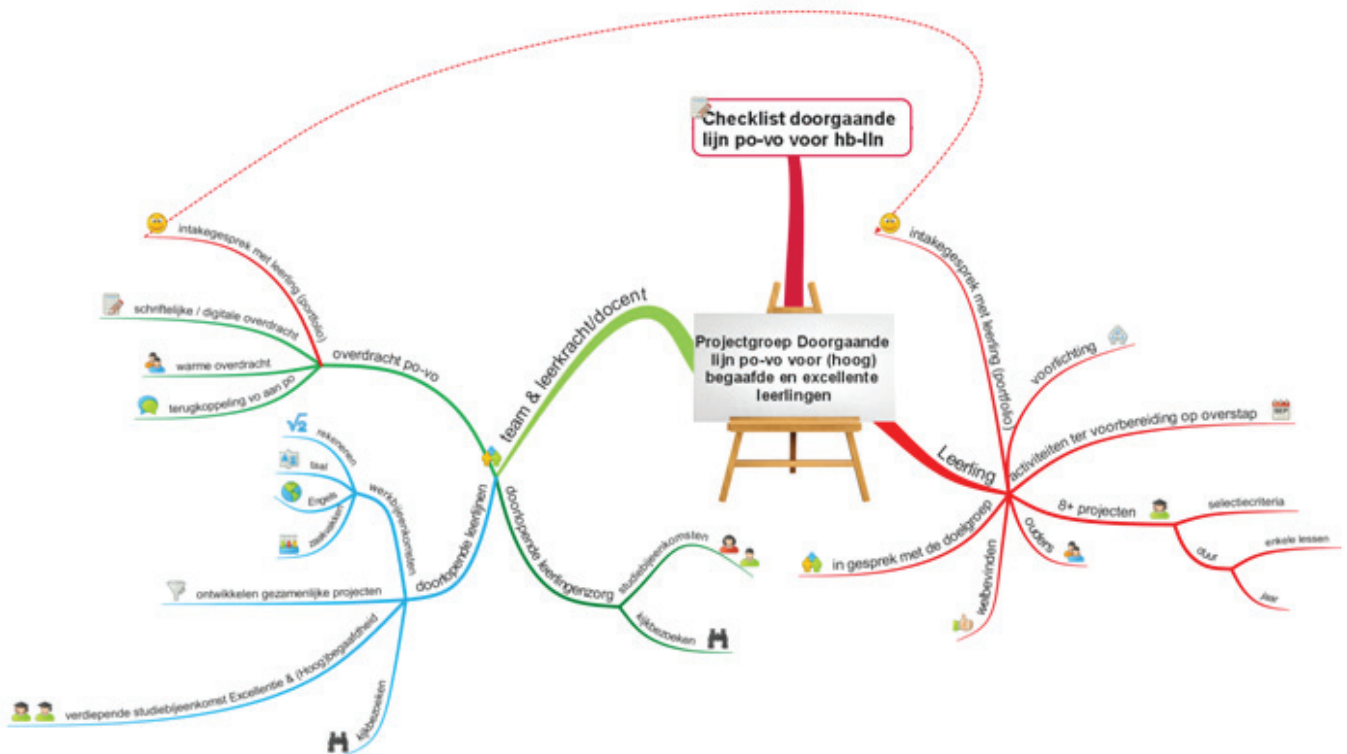 Checklist doorgaande
lijn po-vo voor hb-lln
Projectgroep Doorgaande
lijn po-vo voor (hoog)
begaafde en excellente
leerlingen
team & leerkracht/docent
overdracht po-vo
intakegesprek met leerling (portfolio)
schriftelijke / digitale overdracht
warme overdracht
terugkoppeling vo aan po
doorlopende leerlijnen
werkbijeenkomsten
√2
rekenenen
taal
Engels
zaakvakken
ontwikkelen gezamenlijke projecten
verdiepende studiebijeenkomst Excellentie & (Hoog)begaafdheid
kijkbezoeken
doorlopende leerlingenzorg
studiebijeenkomsten
kijkbezoeken
Leerling
intakegesprek met leerling (portfolio)
voorlichting
activiteiten ter voorbereiding op overstap
SEP
8+ projecten
selectiecriteria
duur
enkele lessen
jaar
ouders
welbevinden
in gesprek met de doelgroep